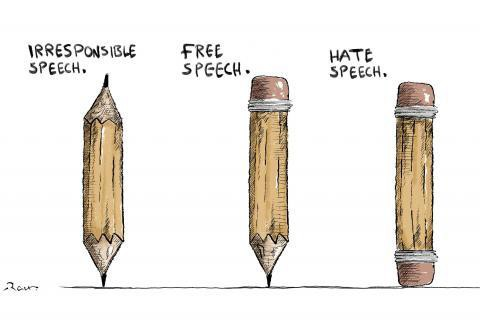 IRRESPONSIBLE
SPEECH.
FREE
SPEECH.
HATE
SPEECH.